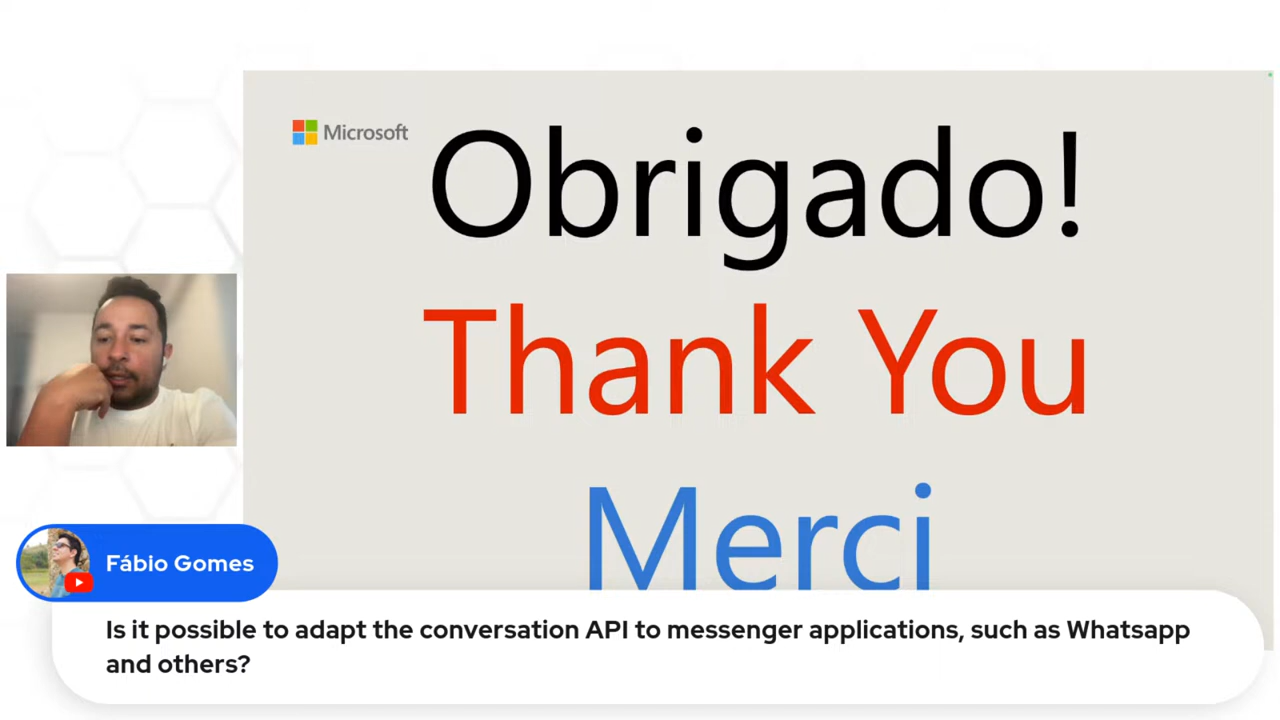 Microsoft
Obrigado!
Thank You
Merci
Fábio Gomes
Is it possible to adapt the conversation API to messenger applications, such as Whatsapp
and others?